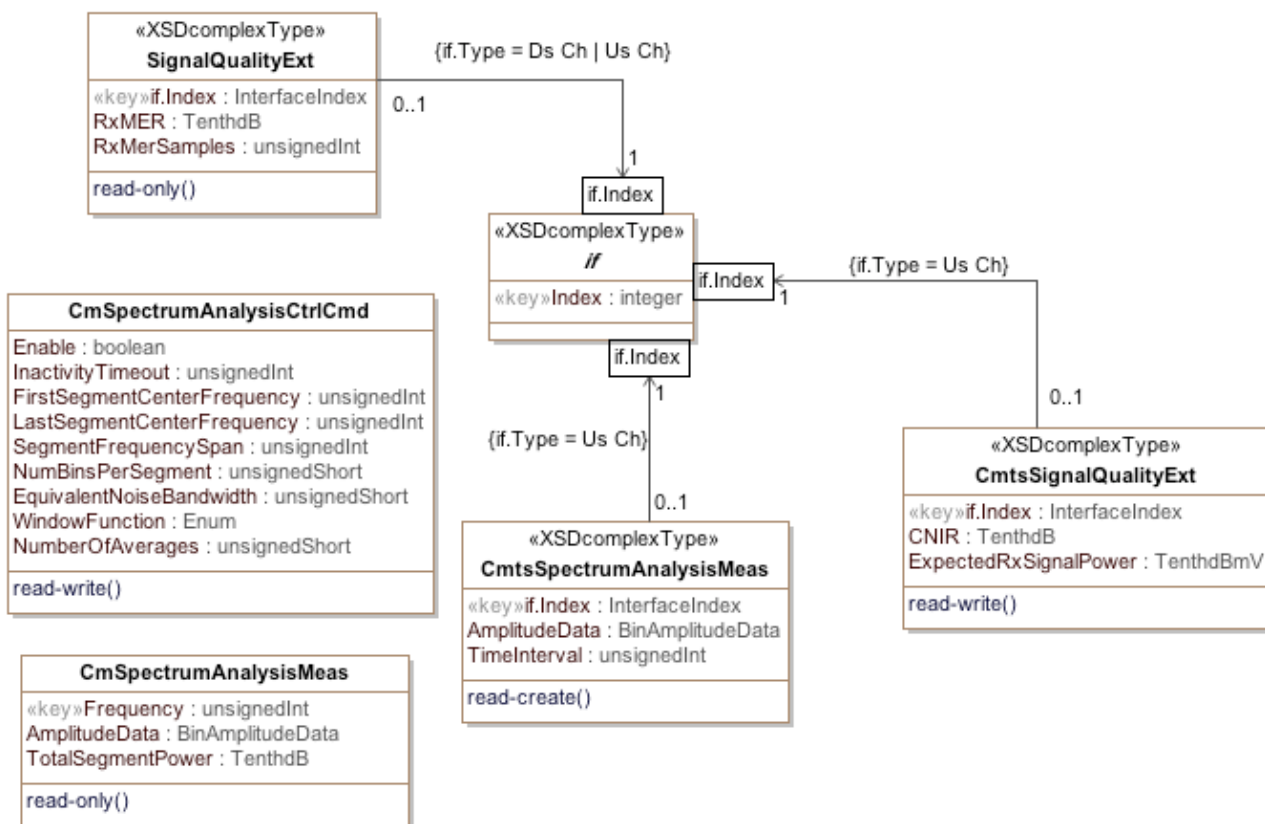 «XSDcomplexType»
SignalQualityExt
«key»if.Index : InterfaceIndex
RxMER : TenthdB
RxMerSamples : unsignedInt
read-only()
{if.Type = Ds Ch | Us Ch}
0..1
1
if.Index
«XSDcomplexType»
if
«key»Index : integer
if.Index
1
{if.Type = Us Ch}
0..1
if.Index
1
{if.Type = Us Ch}
0..1
CmSpectrumAnalysisCtrlCmd
Enable : boolean
InactivityTimeout : unsignedInt
FirstSegmentCenterFrequency : unsignedInt
LastSegmentCenterFrequency : unsignedInt
SegmentFrequencySpan : unsignedInt
NumBinsPerSegment : unsignedShort
EquivalentNoiseBandwidth : unsignedShort
WindowFunction : Enum
NumberOfAverages : unsignedShort
read-write()
«XSDcomplexType»
CmtsSignalQualityExt
«key»if.Index : InterfaceIndex
CNIR : TenthdB
ExpectedRxSignalPower : TenthdBmV
read-write()
«XSDcomplexType»
CmtsSpectrumAnalysisMeas
«key»if.Index : InterfaceIndex
AmplitudeData : BinAmplitudeData
TimeInterval : unsignedInt
read-create()
CmSpectrumAnalysisMeas
«key»Frequency : unsignedInt
AmplitudeData : BinAmplitudeData
TotalSegmentPower : TenthdB
read-only()